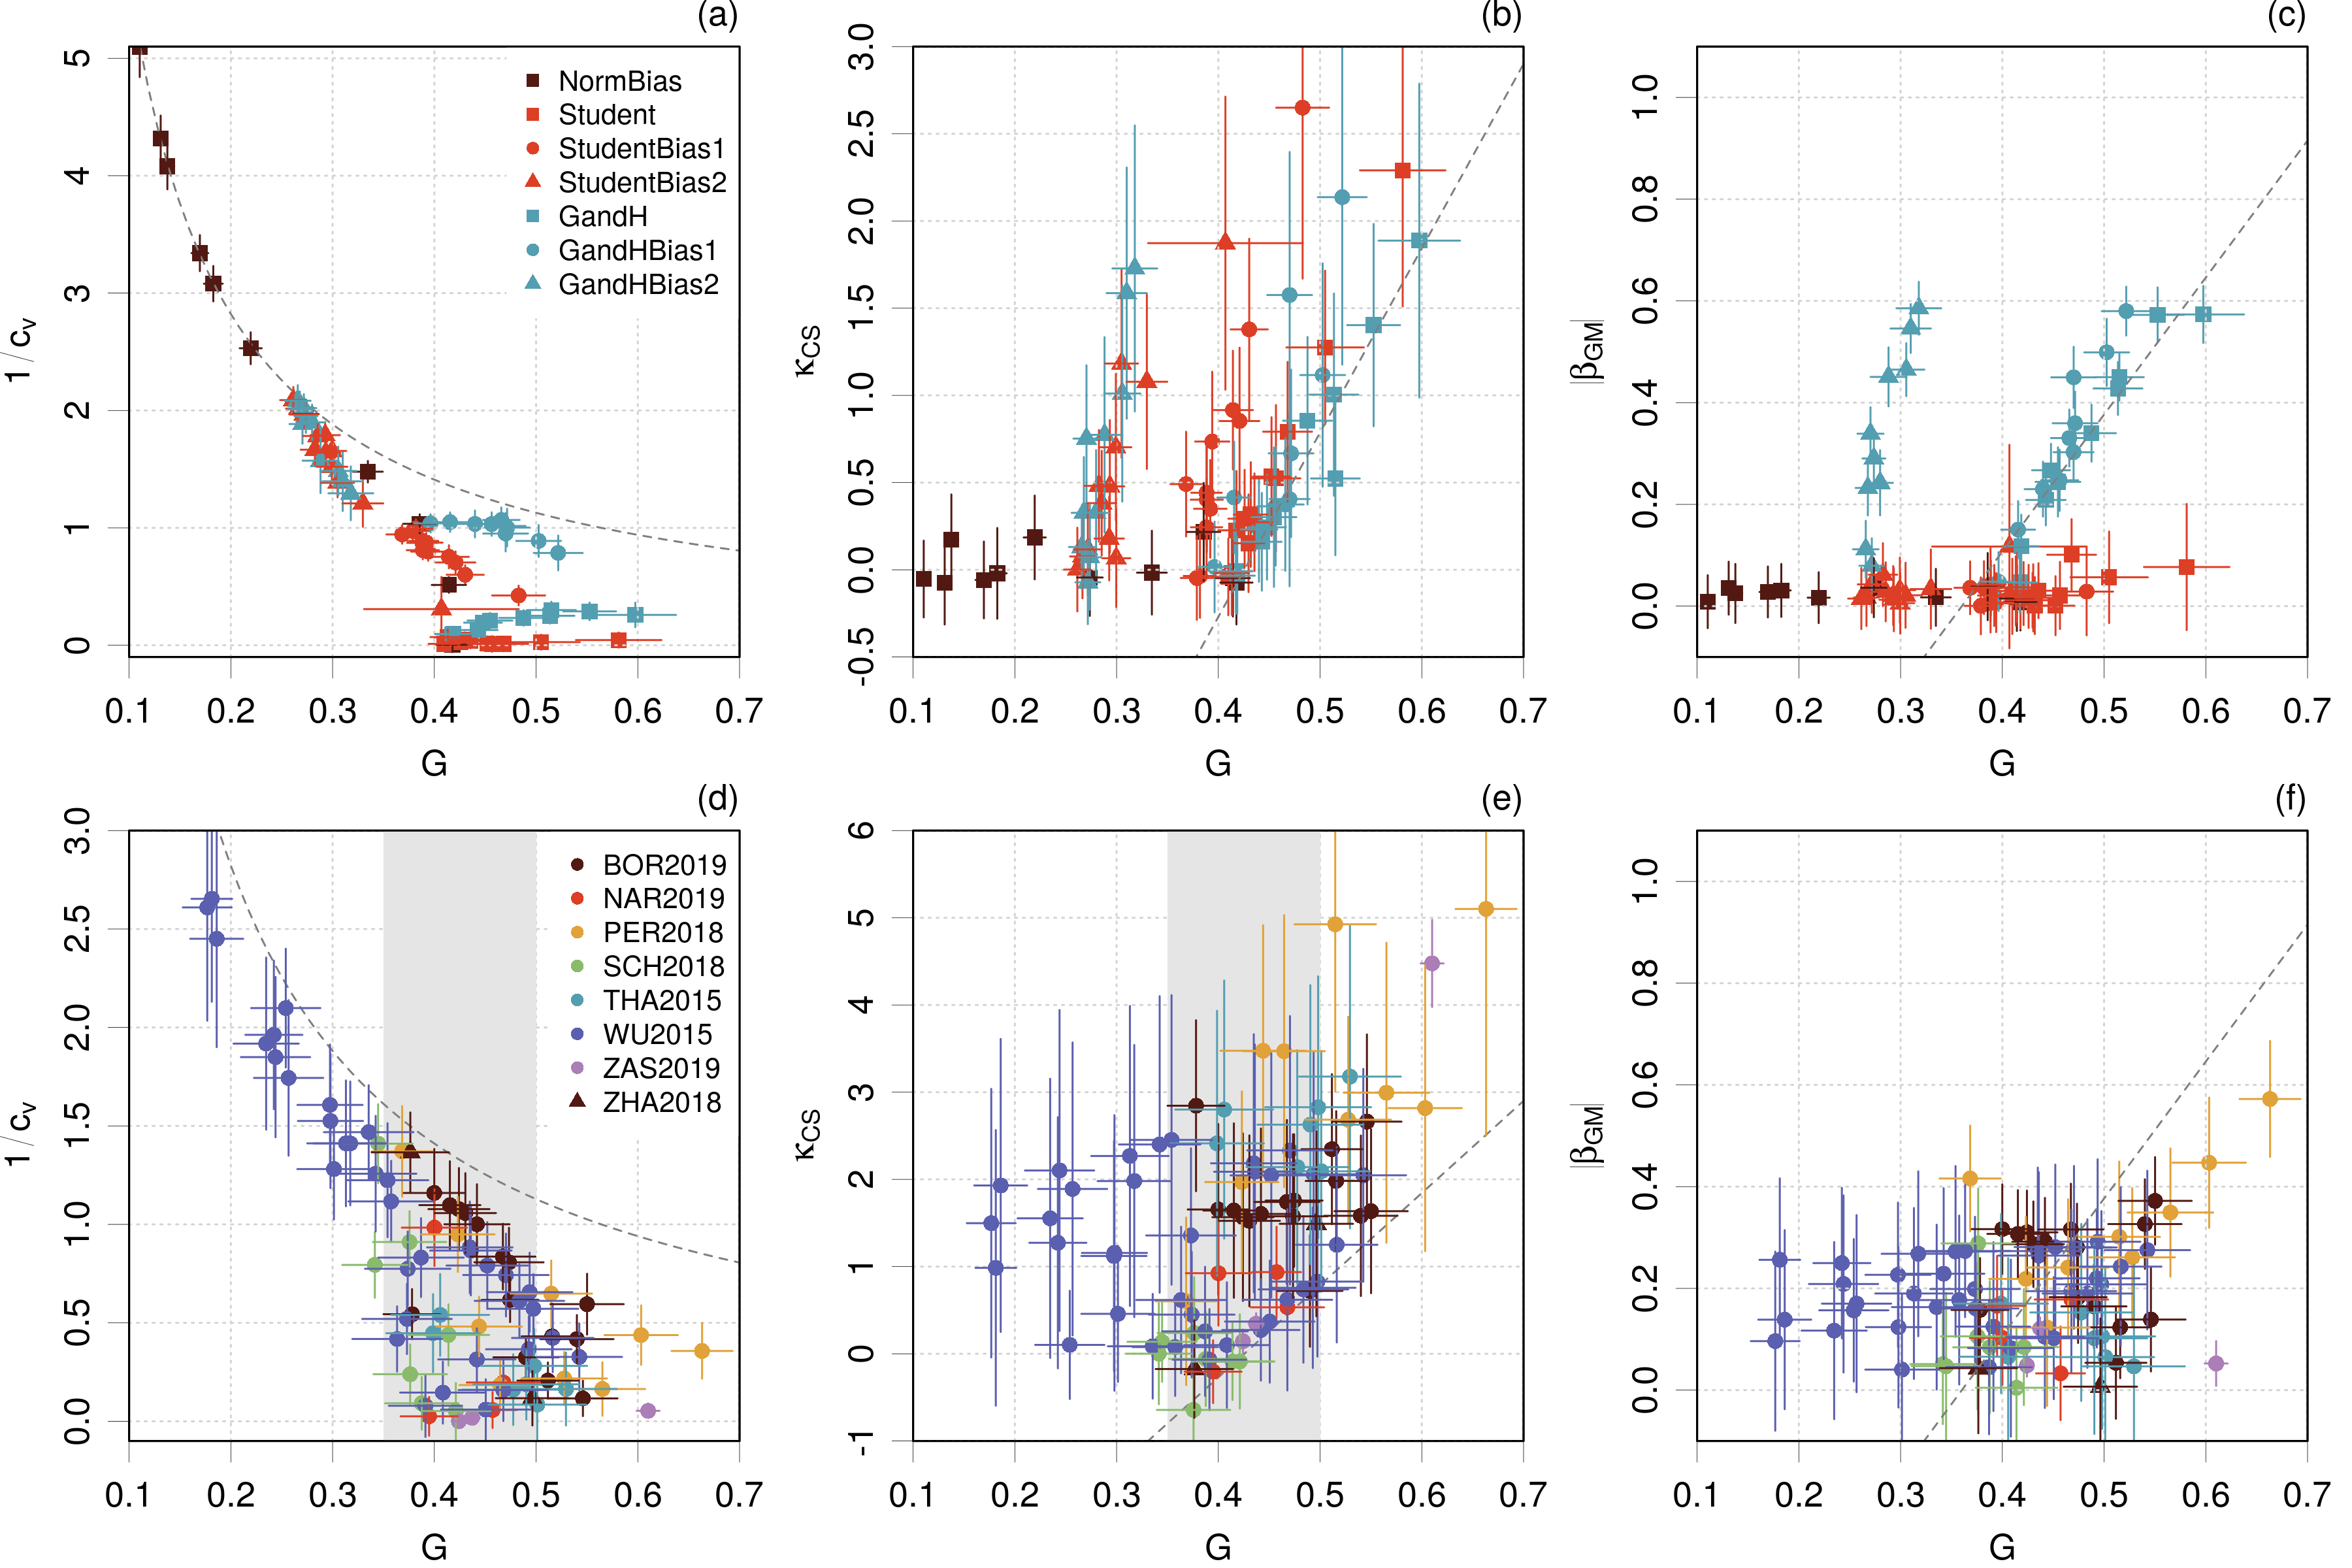 (a)
1/cv
5
4
3
2
1
0
NormBias
Student
StudentBias1
StudentBias2
GandH
GandHBias1
GandHBias2
0.1 0.2 0.3 0.4 0.5 0.6 0.7
G
(b)
κCS
3.0
2.5
2.0
1.5
1.0
0.5
0.0
-0.5
0.1 0.2 0.3 0.4 0.5 0.6 0.7
G
(c)
|βGM|
1.0
0.8
0.6
0.4
0.2
0.0
0.1 0.2 0.3 0.4 0.5 0.6 0.7
G
(d)
1/cv
3.0
2.5
2.0
1.5
1.0
0.5
0.0
BOR2019
NAR2019
PER2018
SCH2018
THA2015
WU2015
ZAS2019
ZHA2018
0.1 0.2 0.3 0.4 0.5 0.6 0.7
G
(e)
κCS
6
5
4
3
2
1
0
-1
0.1 0.2 0.3 0.4 0.5 0.6 0.7
G
(f)
|βGM|
1.0
0.8
0.6
0.4
0.2
0.0
0.1 0.2 0.3 0.4 0.5 0.6 0.7
G